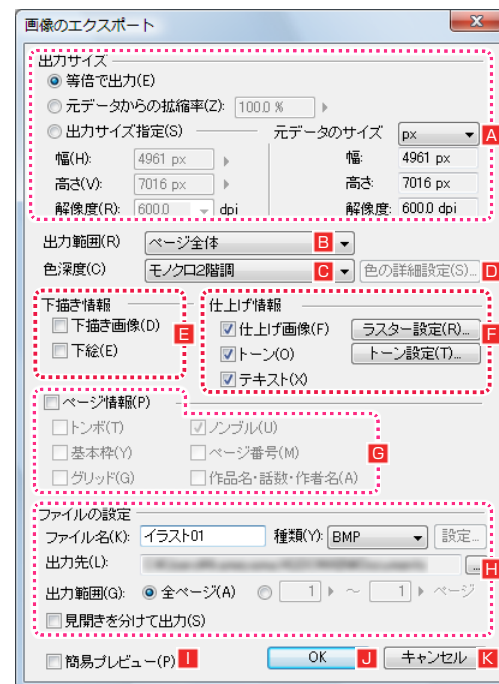 画像のエクスポート
出力サイズ
等倍で出力(E)
元データからの拡縮率(Z): 100.0 %
出力サイズ指定(S) 元データのサイズ px A
幅(H): 4961 px 幅: 4961 px
高さ(V): 7016 px 高さ: 7016 px
解像度(R): 600.0 dpi 解像度: 600.0 dpi
出力範囲(R) ページ全体 B
色深度(C) モノクロ2階調 C 色の詳細設定(S)... D
下描き情報 仕上げ情報
下描き画像(D) E 仕上げ画像(F) ラスター設定(R)... F
下絵(E) トーン(O) トーン設定(T)...
テキスト(X)
ページ情報(P)
トンボ(T) ノンブル(U)
基本枠(Y) ページ番号(M) G
グリッド(G) 作品名・話数・作者名(A)
ファイルの設定
ファイル名(K): イラスト01 種類(Y): BMP 設定...
出力先(L): ... H
出力範囲(G): 全ページ(A) 1 ～ 1 ページ
見開きを分けて出力(S)
簡易プレビュー(P) I OK J キャンセル K